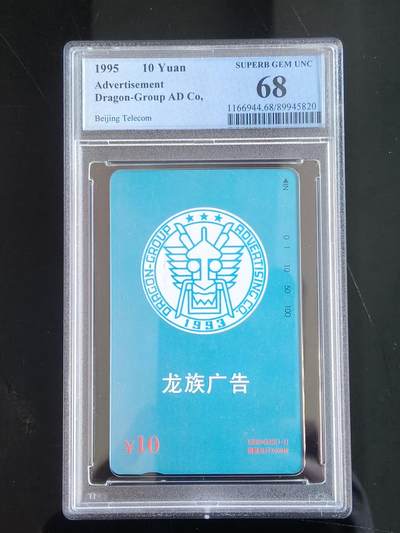 1995 10 Yuan
Advertisement
Dragon-Group AD Co,
Beijing Telecom
SUPERB GEM UNC
68
1166944.68/89945820
IN 0 1 10 50 100
DRAGON-GROUP ADVERTISING CO.
1993
龙族广告
¥10